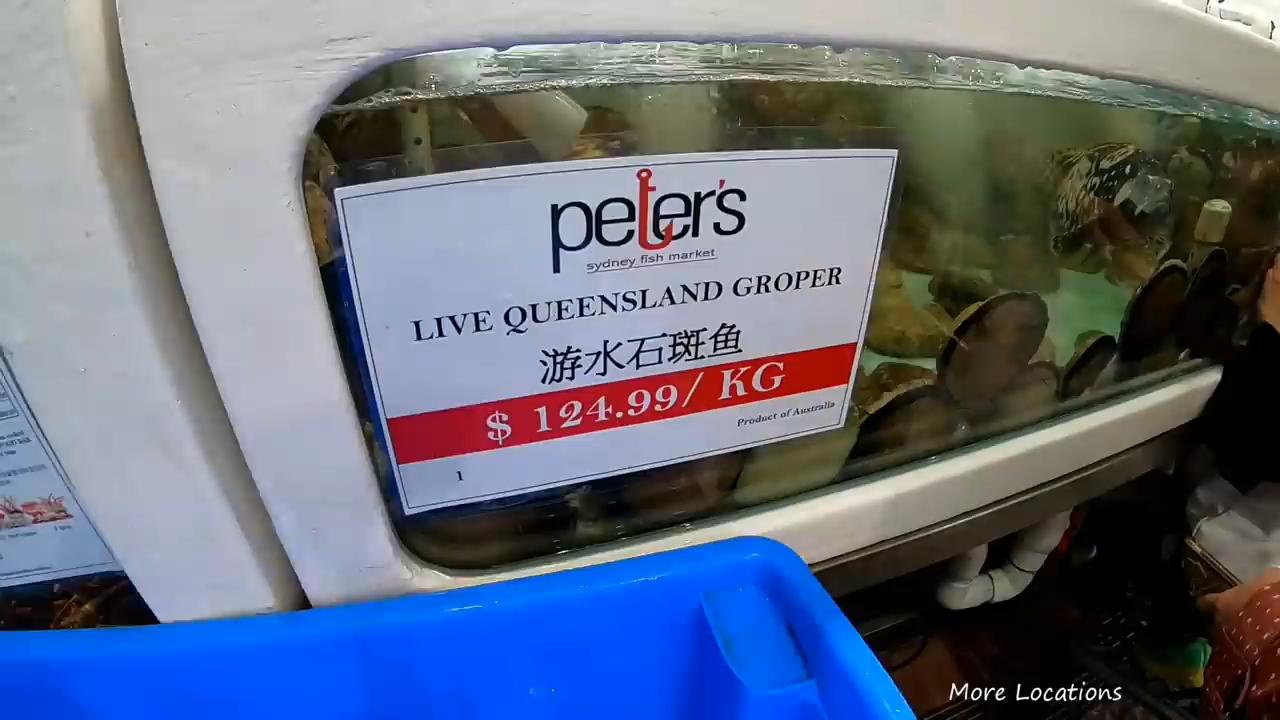 peter's
sydney fish market
LIVE QUEENSLAND GROPER
游水石斑鱼
$ 124.99/ KG
Product of Australia
1
More Locations